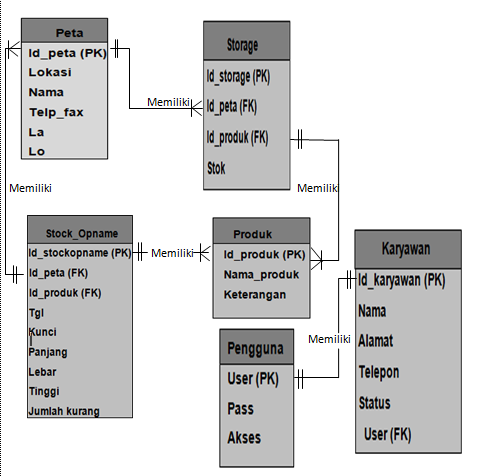 Peta
Id_peta (PK)
Lokasi
Nama
Telp_fax
La
Lo
Storage
Id_storage (PK)
Id_peta (FK)
Id_produk (FK)
Stok
Memiliki
Memiliki
Memilik
Stock_Opname
Id_stockopname (PK)
Id_peta (FK)
Id_produk (FK)
Tgl
Kunci
Panjang
Lebar
Tinggi
Jumlah kurang
Memiliki
Produk
Id_produk (PK)
Nama_produk
Keterangan
Karyawan
Id_karyawan (PK)
Nama
Alamat
Telepon
Status
User (FK)
Memiliki
Pengguna
User (PK)
Pass
Akses